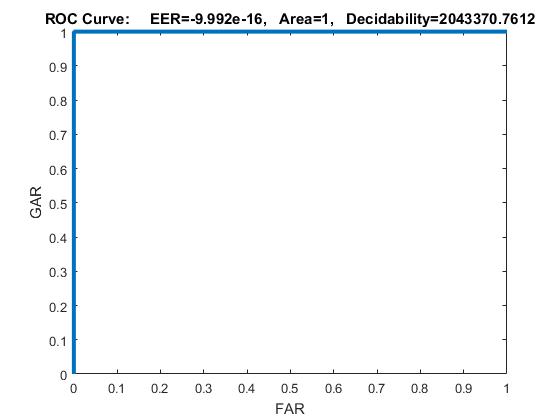 ROC Curve: EER=-9.992e-16, Area=1, Decidability=2043370.7612
1
0.9
0.8
0.7
0.6
0.5
0.4
0.3
0.2
0.1
0
GAR
0 0.1 0.2 0.3 0.4 0.5 0.6 0.7 0.8 0.9 1
FAR